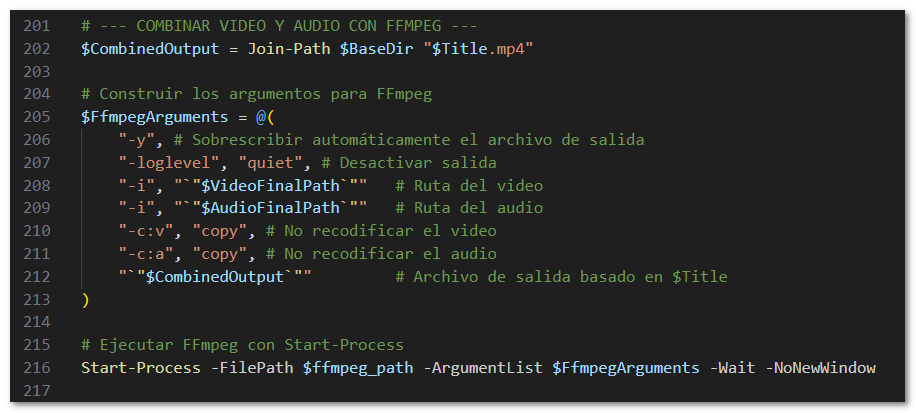 201 # --- COMBINAR VIDEO Y AUDIO CON FFMPEG ---
202 $CombinedOutput = Join-Path $BaseDir "$Title.mp4"
203
204 # Construir los argumentos para FFmpeg
205 $FfmpegArguments = @(
206     "-y", # Sobrescribir automáticamente el archivo de salida
207     "-loglevel", "quiet", # Desactivar salida
208     "-i", "`"$VideoFinalPath`""   # Ruta del video
209     "-i", "`"$AudioFinalPath`""   # Ruta del audio
210     "-c:v", "copy", # No recodificar el video
211     "-c:a", "copy", # No recodificar el audio
212     "`"$CombinedOutput`""         # Archivo de salida basado en $Title
213 )
214
215 # Ejecutar FFmpeg con Start-Process
216 Start-Process -FilePath $ffmpeg_path -ArgumentList $FfmpegArguments -Wait -NoNewWindow
217